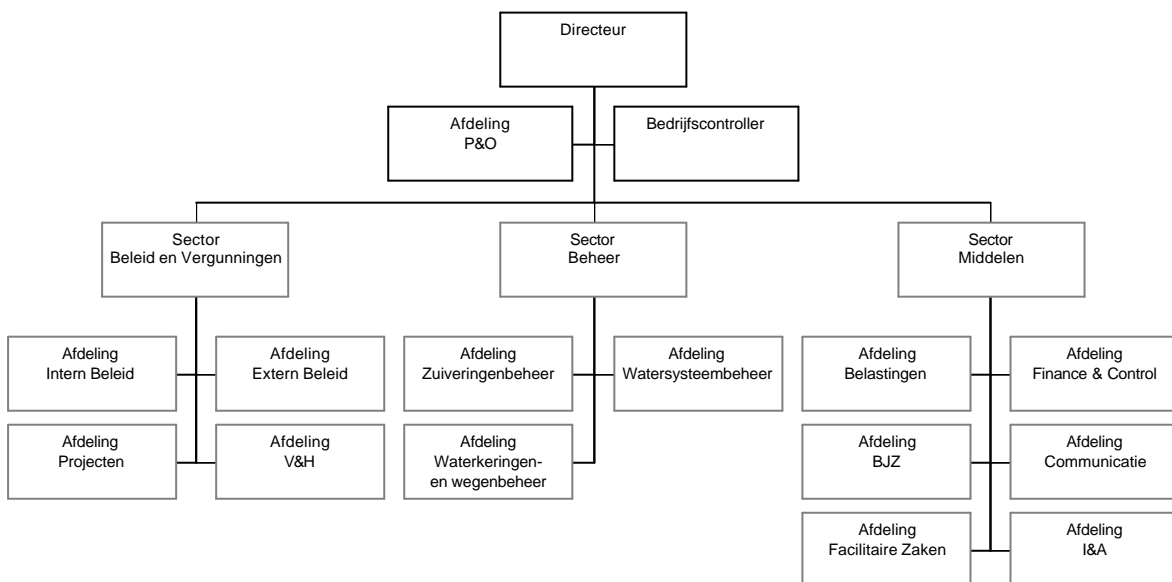 Directeur
Afdeling
P&O
Bedrijfscontroller
Sector
Beleid en Vergunningen
Sector
Beheer
Sector
Middelen
Afdeling
Intern Beleid
Afdeling
Extern Beleid
Afdeling
Zuiveringenbeheer
Afdeling
Watersysteembeheer
Afdeling
Belastingen
Afdeling
Finance & Control
Afdeling
Projecten
Afdeling
V&H
Afdeling
Waterkeringen-
en wegenbeheer
Afdeling
BJZ
Afdeling
Communicatie
Afdeling
Facilitaire Zaken
Afdeling
I&A